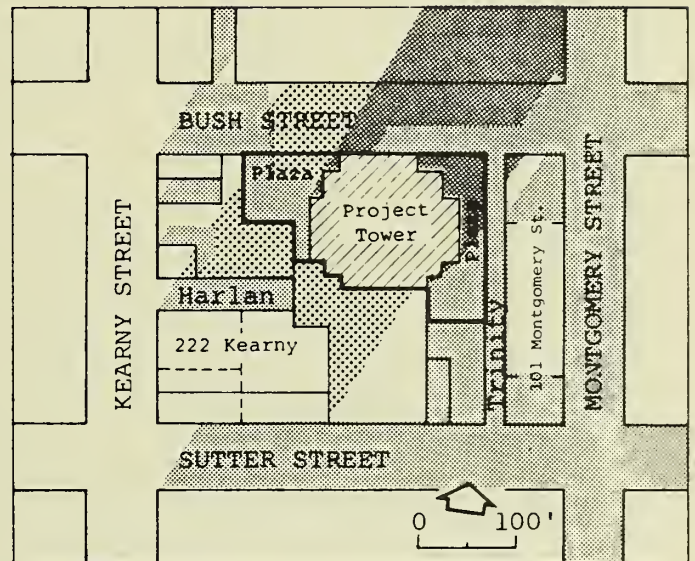 BUSH STREET
Plaza
Project
Tower
Plaza
KEARNY STREET
Harlan
222 Kearny
Trinity
101 Montgomery St.
MONTGOMERY STREET
SUTTER STREET
0 100'